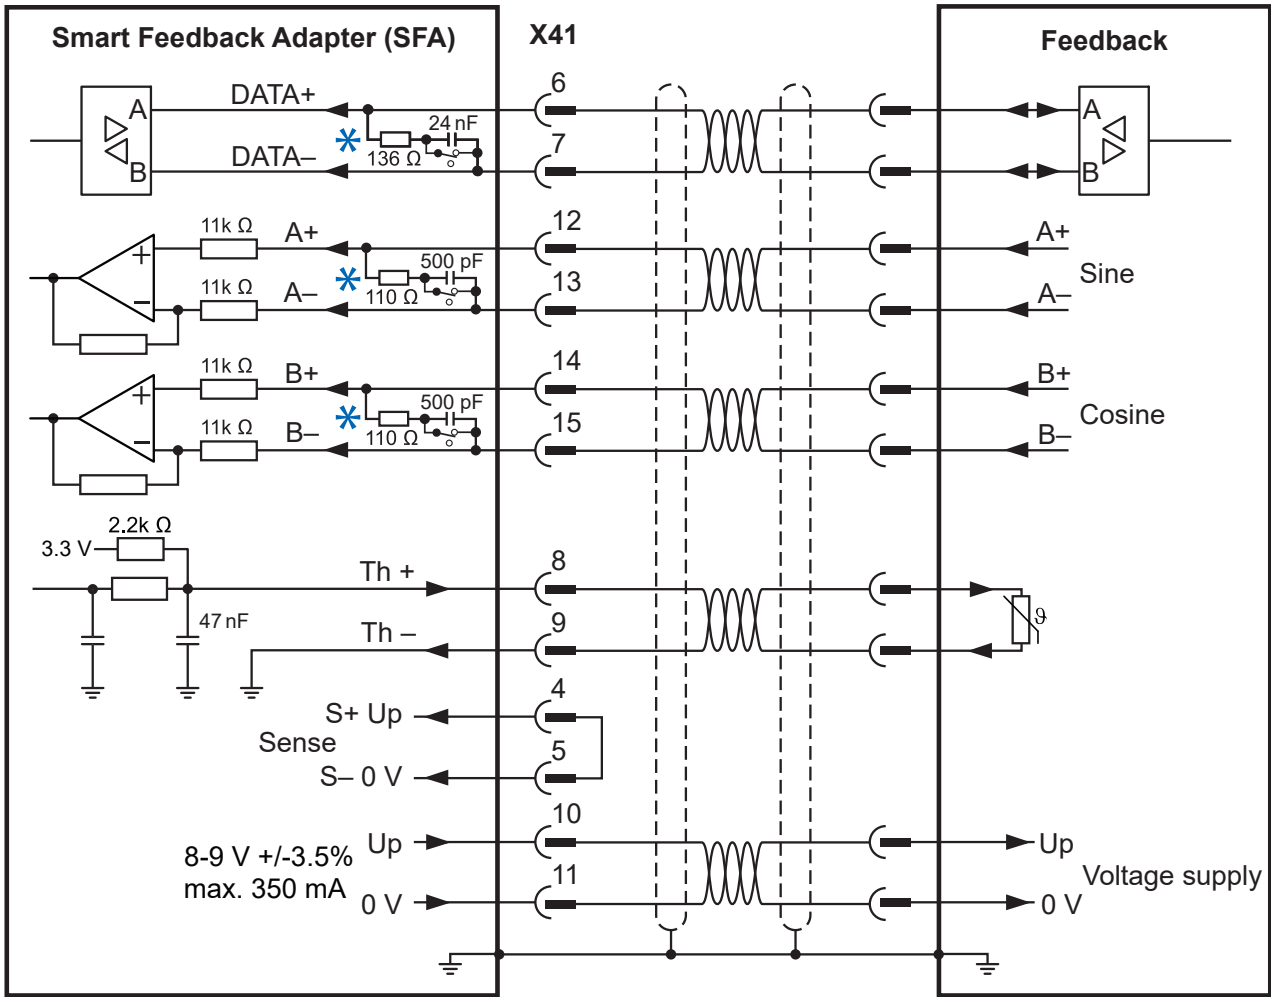 Smart Feedback Adapter (SFA)
X41
Feedback
A
DATA+
6
24 nF
A
*
136 Ω
7
DATA–
B
B
11k Ω
A+
12
A+
+
500 pF
Sine
*
11k Ω
A–
110 Ω
13
A–
–
11k Ω
B+
14
B+
+
500 pF
Cosine
*
11k Ω
B–
110 Ω
15
B–
–
2.2k Ω
3.3 V
Th +
8
47 nF
Th –
9
ϑ
S+ Up
4
Sense
S– 0 V
5
8-9 V +/-3.5%
max. 350 mA
Up
10
Up
Voltage supply
0 V
11
0 V